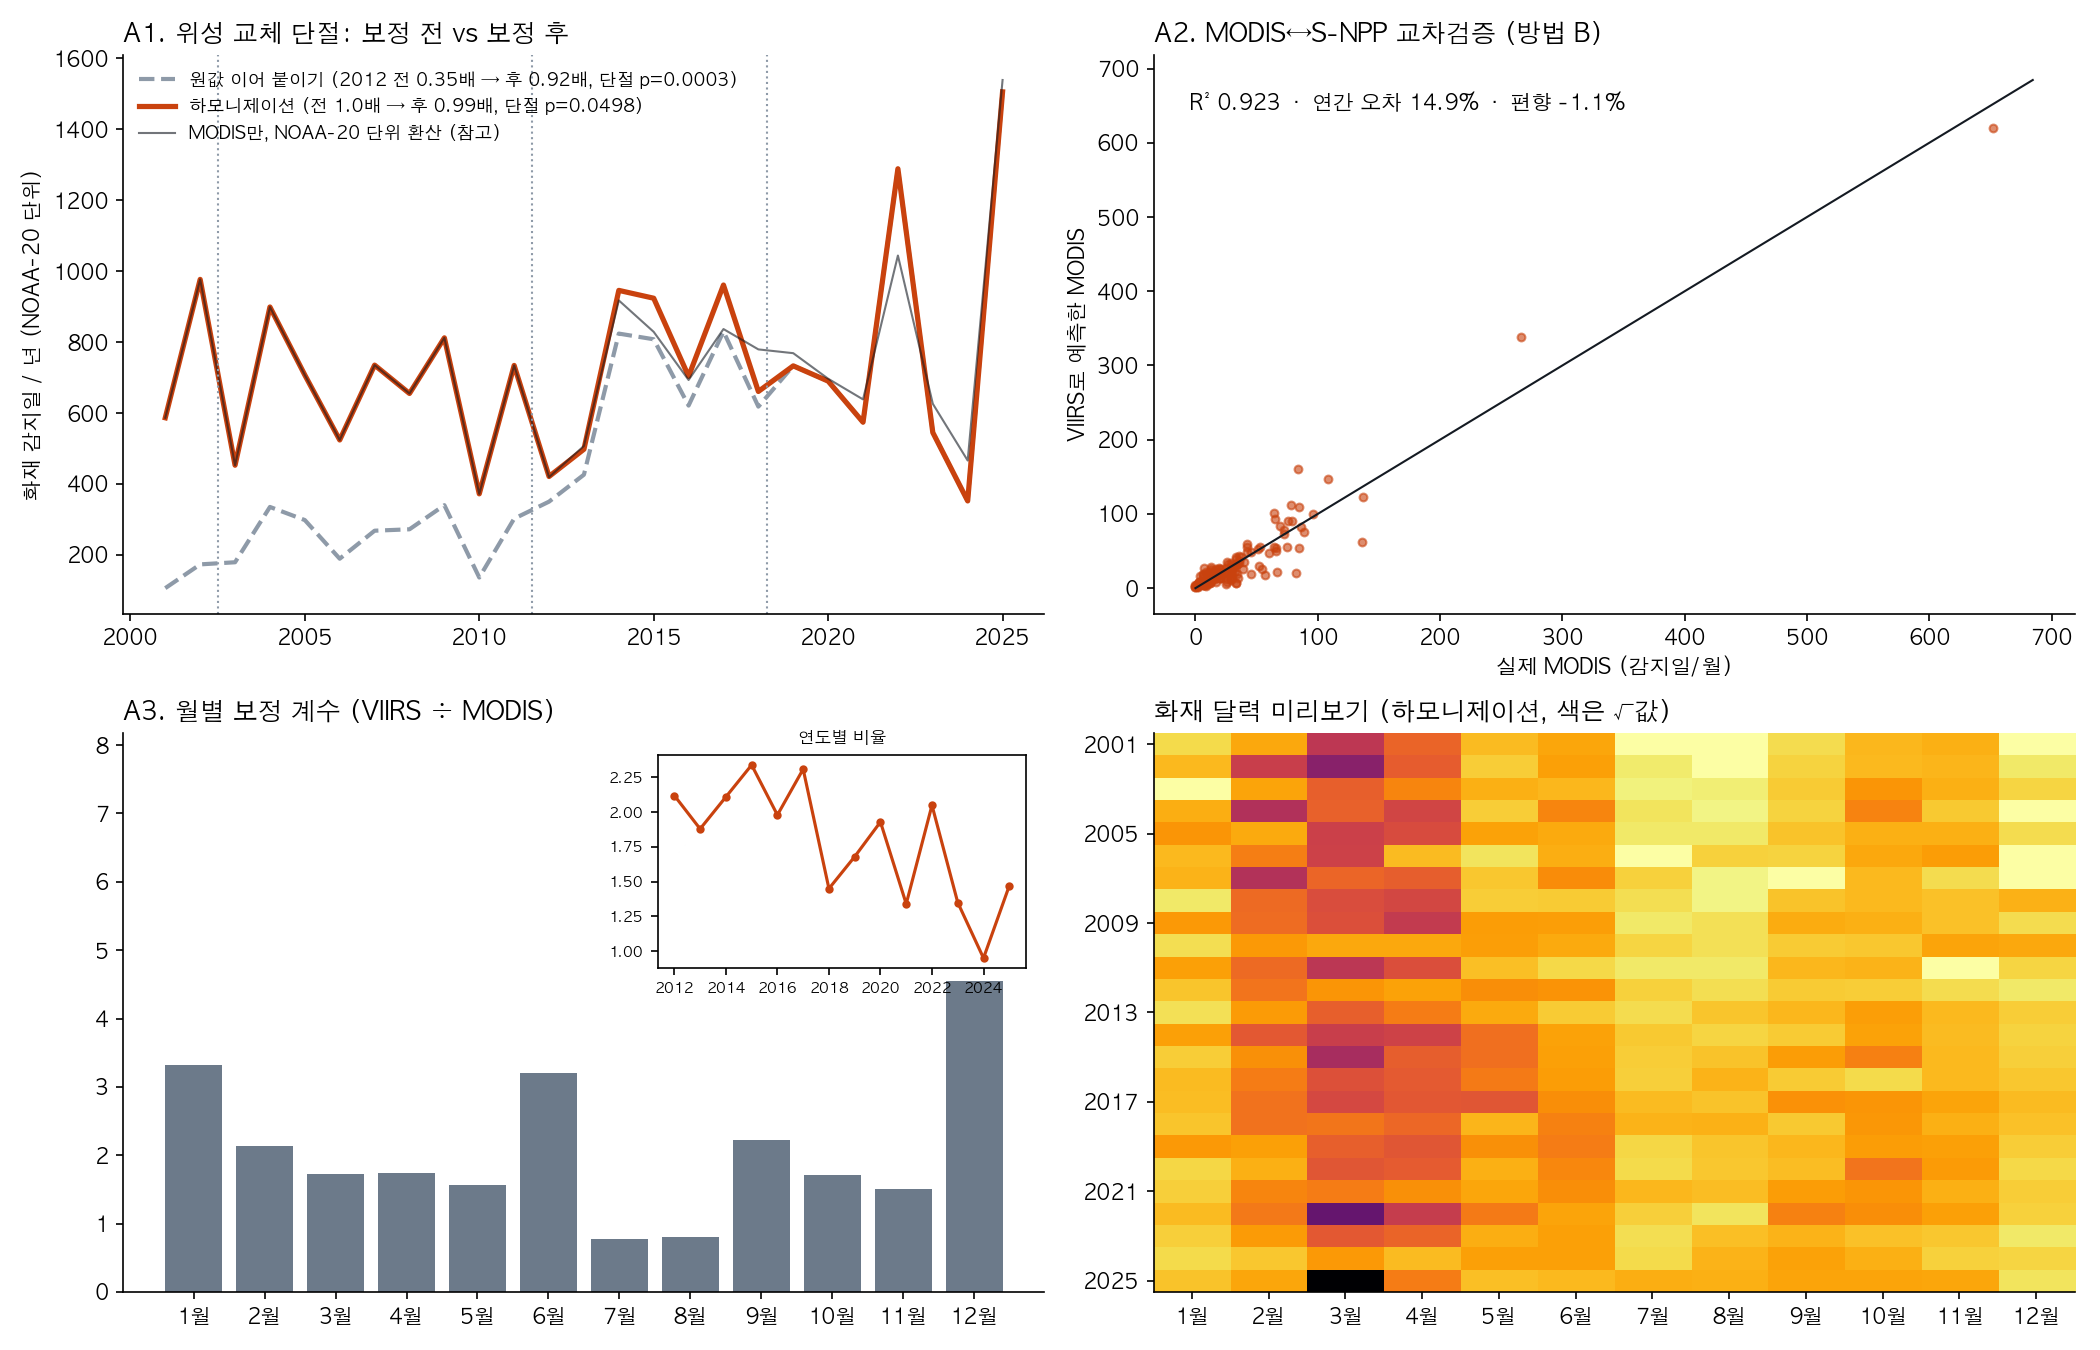 A1. 위성 교체 단절: 보정 전 vs 보정 후
원값 이어 붙이기 (2012 전 0.35배 → 후 0.92배, 단절 p=0.0003)
하모니제이션 (전 1.0배 → 후 0.99배, 단절 p=0.0498)
MODIS만, NOAA-20 단위 환산 (참고)
화재 감지일 / 년 (NOAA-20 단위)
1600
1400
1200
1000
800
600
400
200
2000 2005 2010 2015 2020 2025
A2. MODIS↔S-NPP 교차검증 (방법 B)
R² 0.923 · 연간 오차 14.9% · 편향 -1.1%
VIIRS로 예측한 MODIS
700
600
500
400
300
200
100
0
0 100 200 300 400 500 600 700
실제 MODIS (감지일/월)
A3. 월별 보정 계수 (VIIRS ÷ MODIS)
8
7
6
5
4
3
2
1
0
연도별 비율
2.25
2.00
1.75
1.50
1.25
1.00
2012 2014 2016 2018 2020 2022 2024
1월 2월 3월 4월 5월 6월 7월 8월 9월 10월 11월 12월
화재 달력 미리보기 (하모니제이션, 색은 √값)
2001
2005
2009
2013
2017
2021
2025
1월 2월 3월 4월 5월 6월 7월 8월 9월 10월 11월 12월